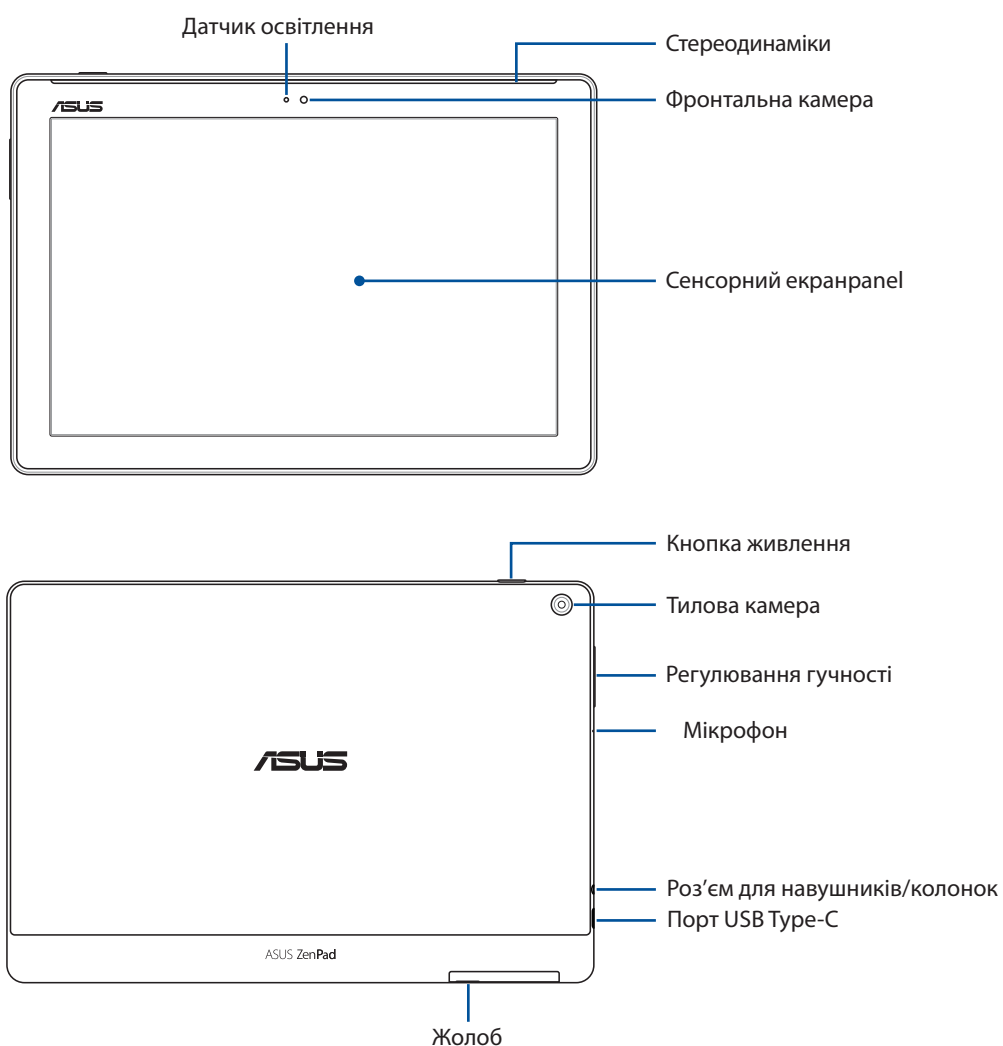 Датчик освітлення
Стереодинаміки
Фронтальна камера
ASUS
Сенсорний екранpanel
Кнопка живлення
Тилова камера
Регулювання гучності
Мікрофон
ASUS
Роз’єм для навушників/колонок
Порт USB Type-C
ASUS ZenPad
Жолоб